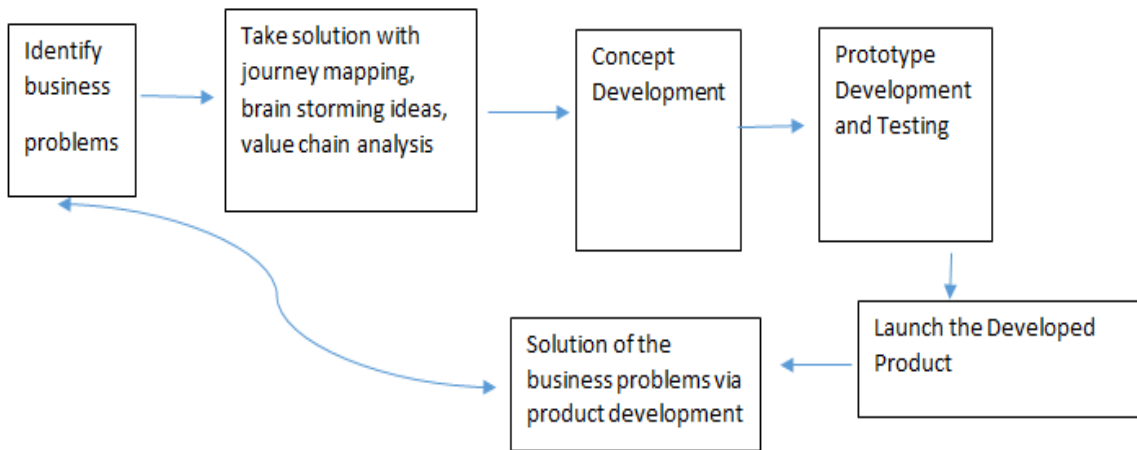 Identify
business
problems
Take solution with
journey mapping,
brain storming ideas,
value chain analysis
Concept
Development
Prototype
Development
and Testing
Launch the Developed
Product
Solution of the
business problems via
product development